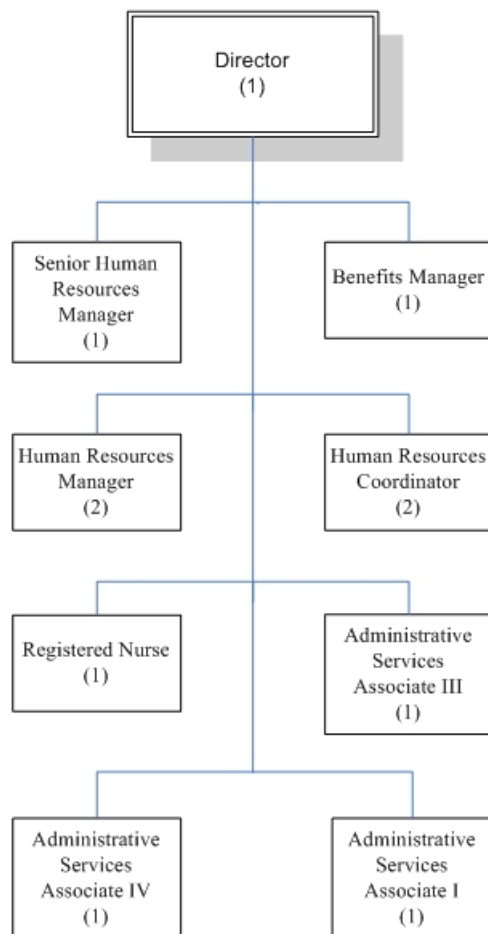 Director
(1)
Senior Human
Resources
Manager
(1)
Benefits Manager
(1)
Human Resources
Manager
(2)
Human Resources
Coordinator
(2)
Registered Nurse
(1)
Administrative
Services
Associate III
(1)
Administrative
Services
Associate IV
(1)
Administrative
Services
Associate I
(1)